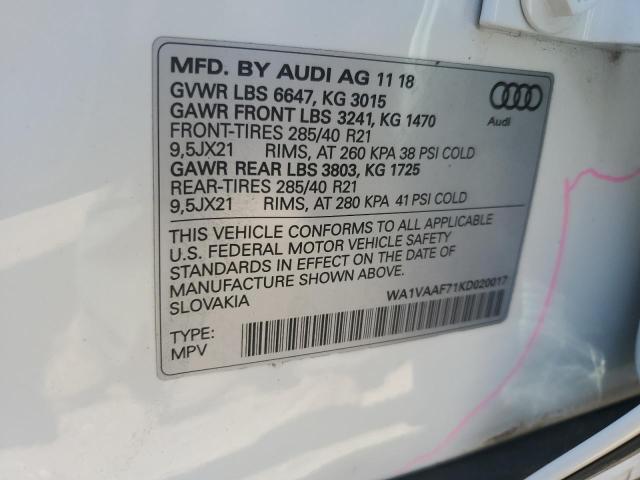 MFD. BY AUDI AG 11 18
GVWR LBS 6647, KG 3015
GAWR FRONT LBS 3241, KG 1470
FRONT-TIRES 285/40 R21
9,5JX21 RIMS, AT 260 KPA 38 PSI COLD
GAWR REAR LBS 3803, KG 1725
REAR-TIRES 285/40 R21
9,5JX21 RIMS, AT 280 KPA 41 PSI COLD
Audi
THIS VEHICLE CONFORMS TO ALL APPLICABLE
U.S. FEDERAL MOTOR VEHICLE SAFETY
STANDARDS IN EFFECT ON THE DATE OF
MANUFACTURE SHOWN ABOVE.
SLOVAKIA
WA1VAAF71KD020017
TYPE:
MPV